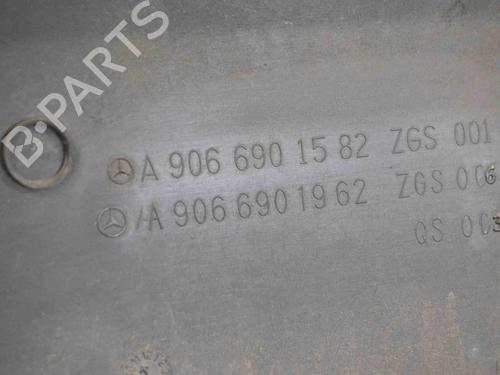 B-PARTS
A 906 690 15 82 ZGS 001
/A 906 690 19 62 ZGS 006
QS 003